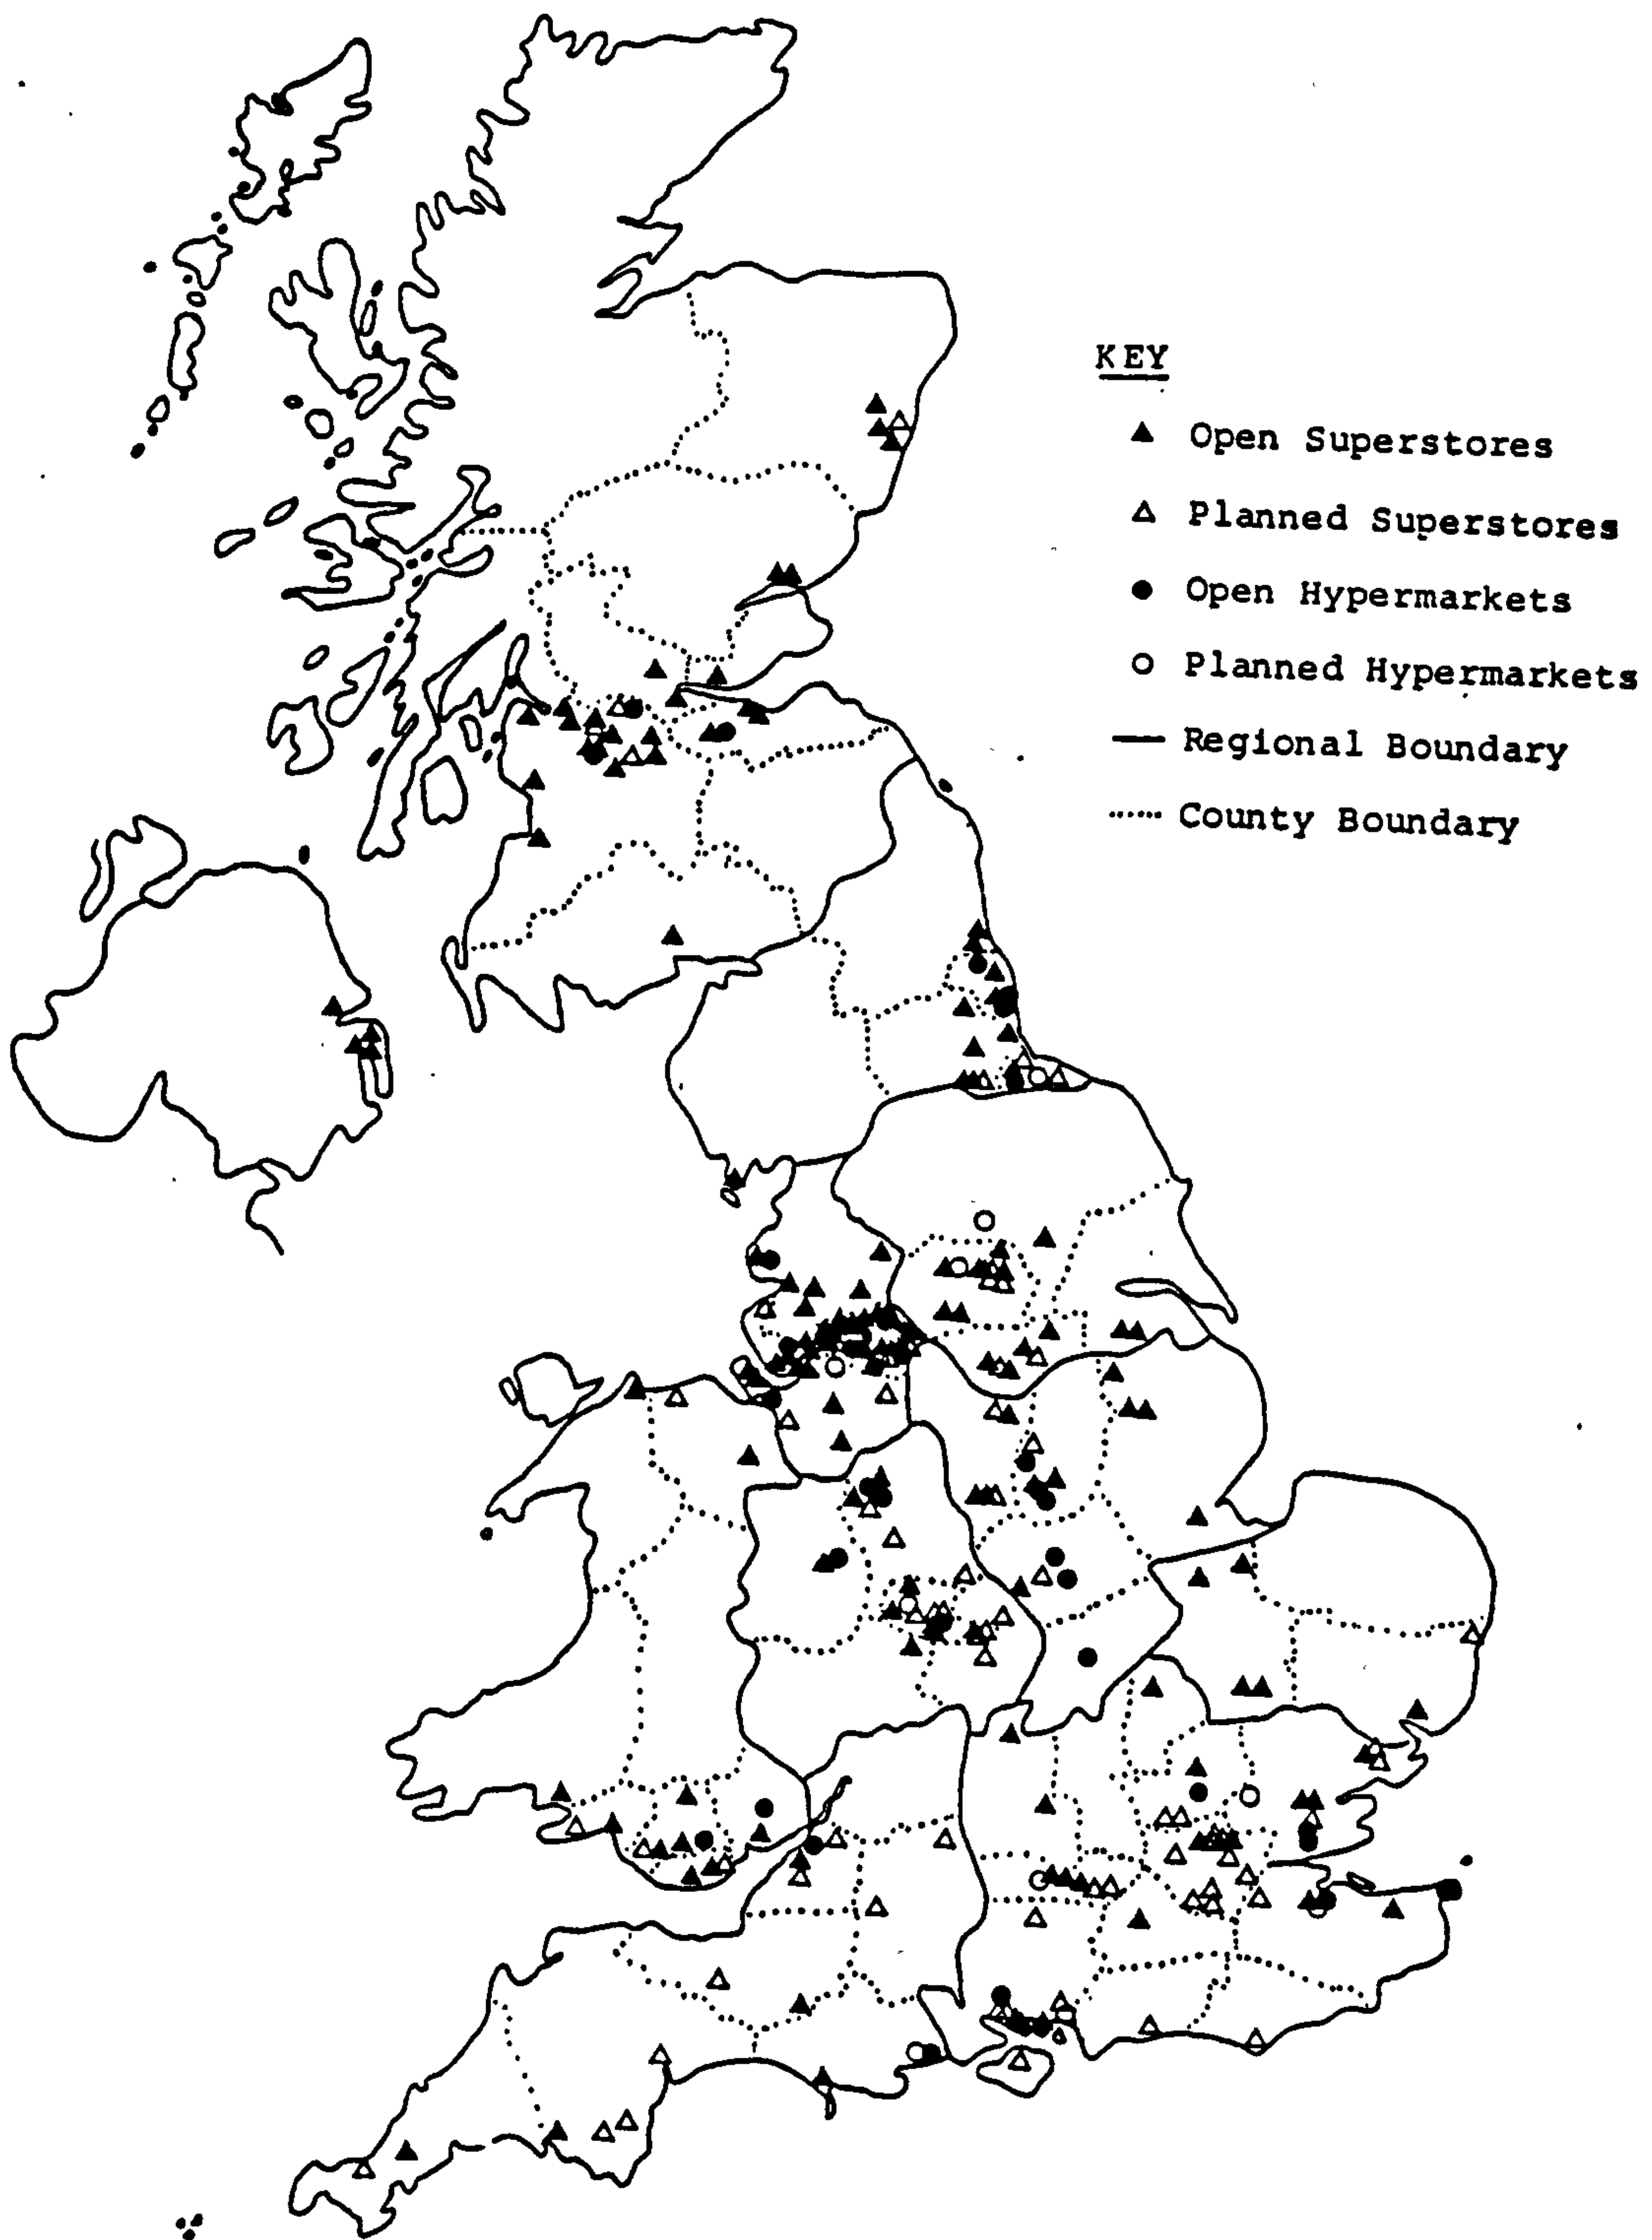 KEY
Open Superstores
Planned Superstores
Open Hypermarkets
Planned Hypermarkets
Regional Boundary
County Boundary